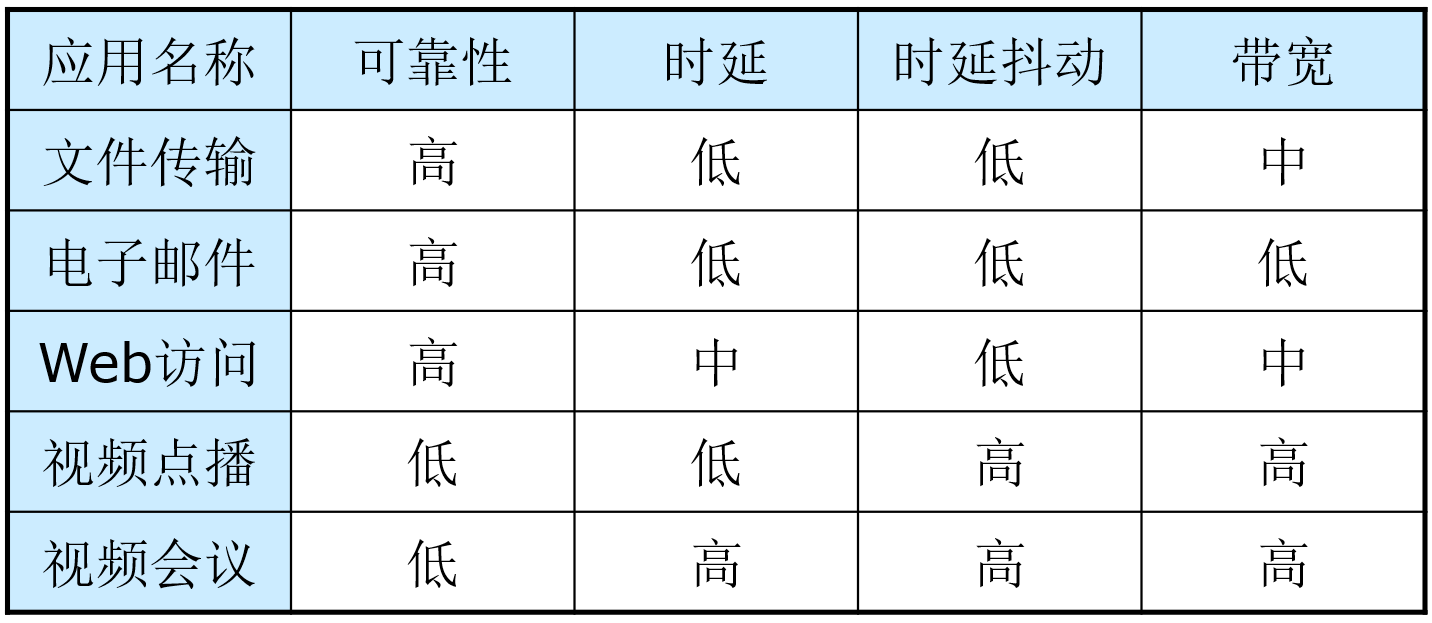 应用名称 可靠性 时延 时延抖动 带宽
文件传输 高 低 低 中
电子邮件 高 低 低 低
Web访问 高 中 低 中
视频点播 低 低 高 高
视频会议 低 高 高 高